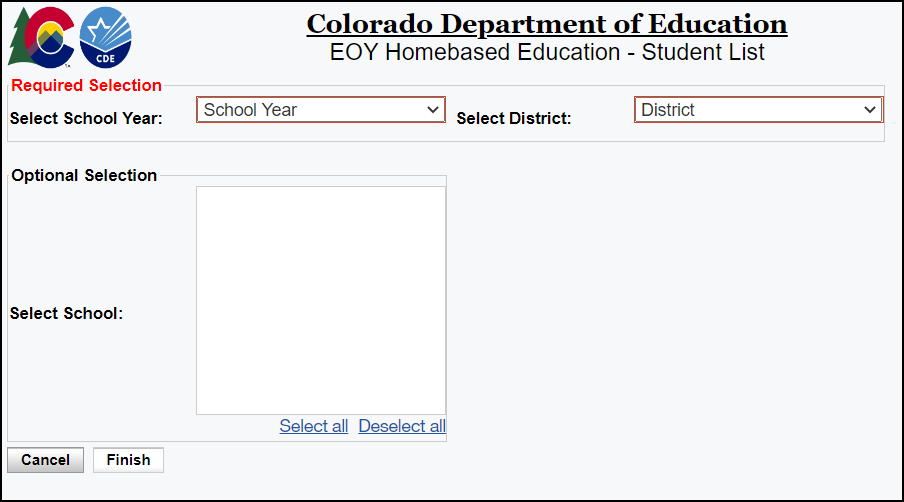 Colorado Department of Education
EOY Homebased Education - Student List
CDE
Required Selection
Select School Year: School Year Select District: District
Optional Selection
Select School:
Select all Deselect all
Cancel Finish